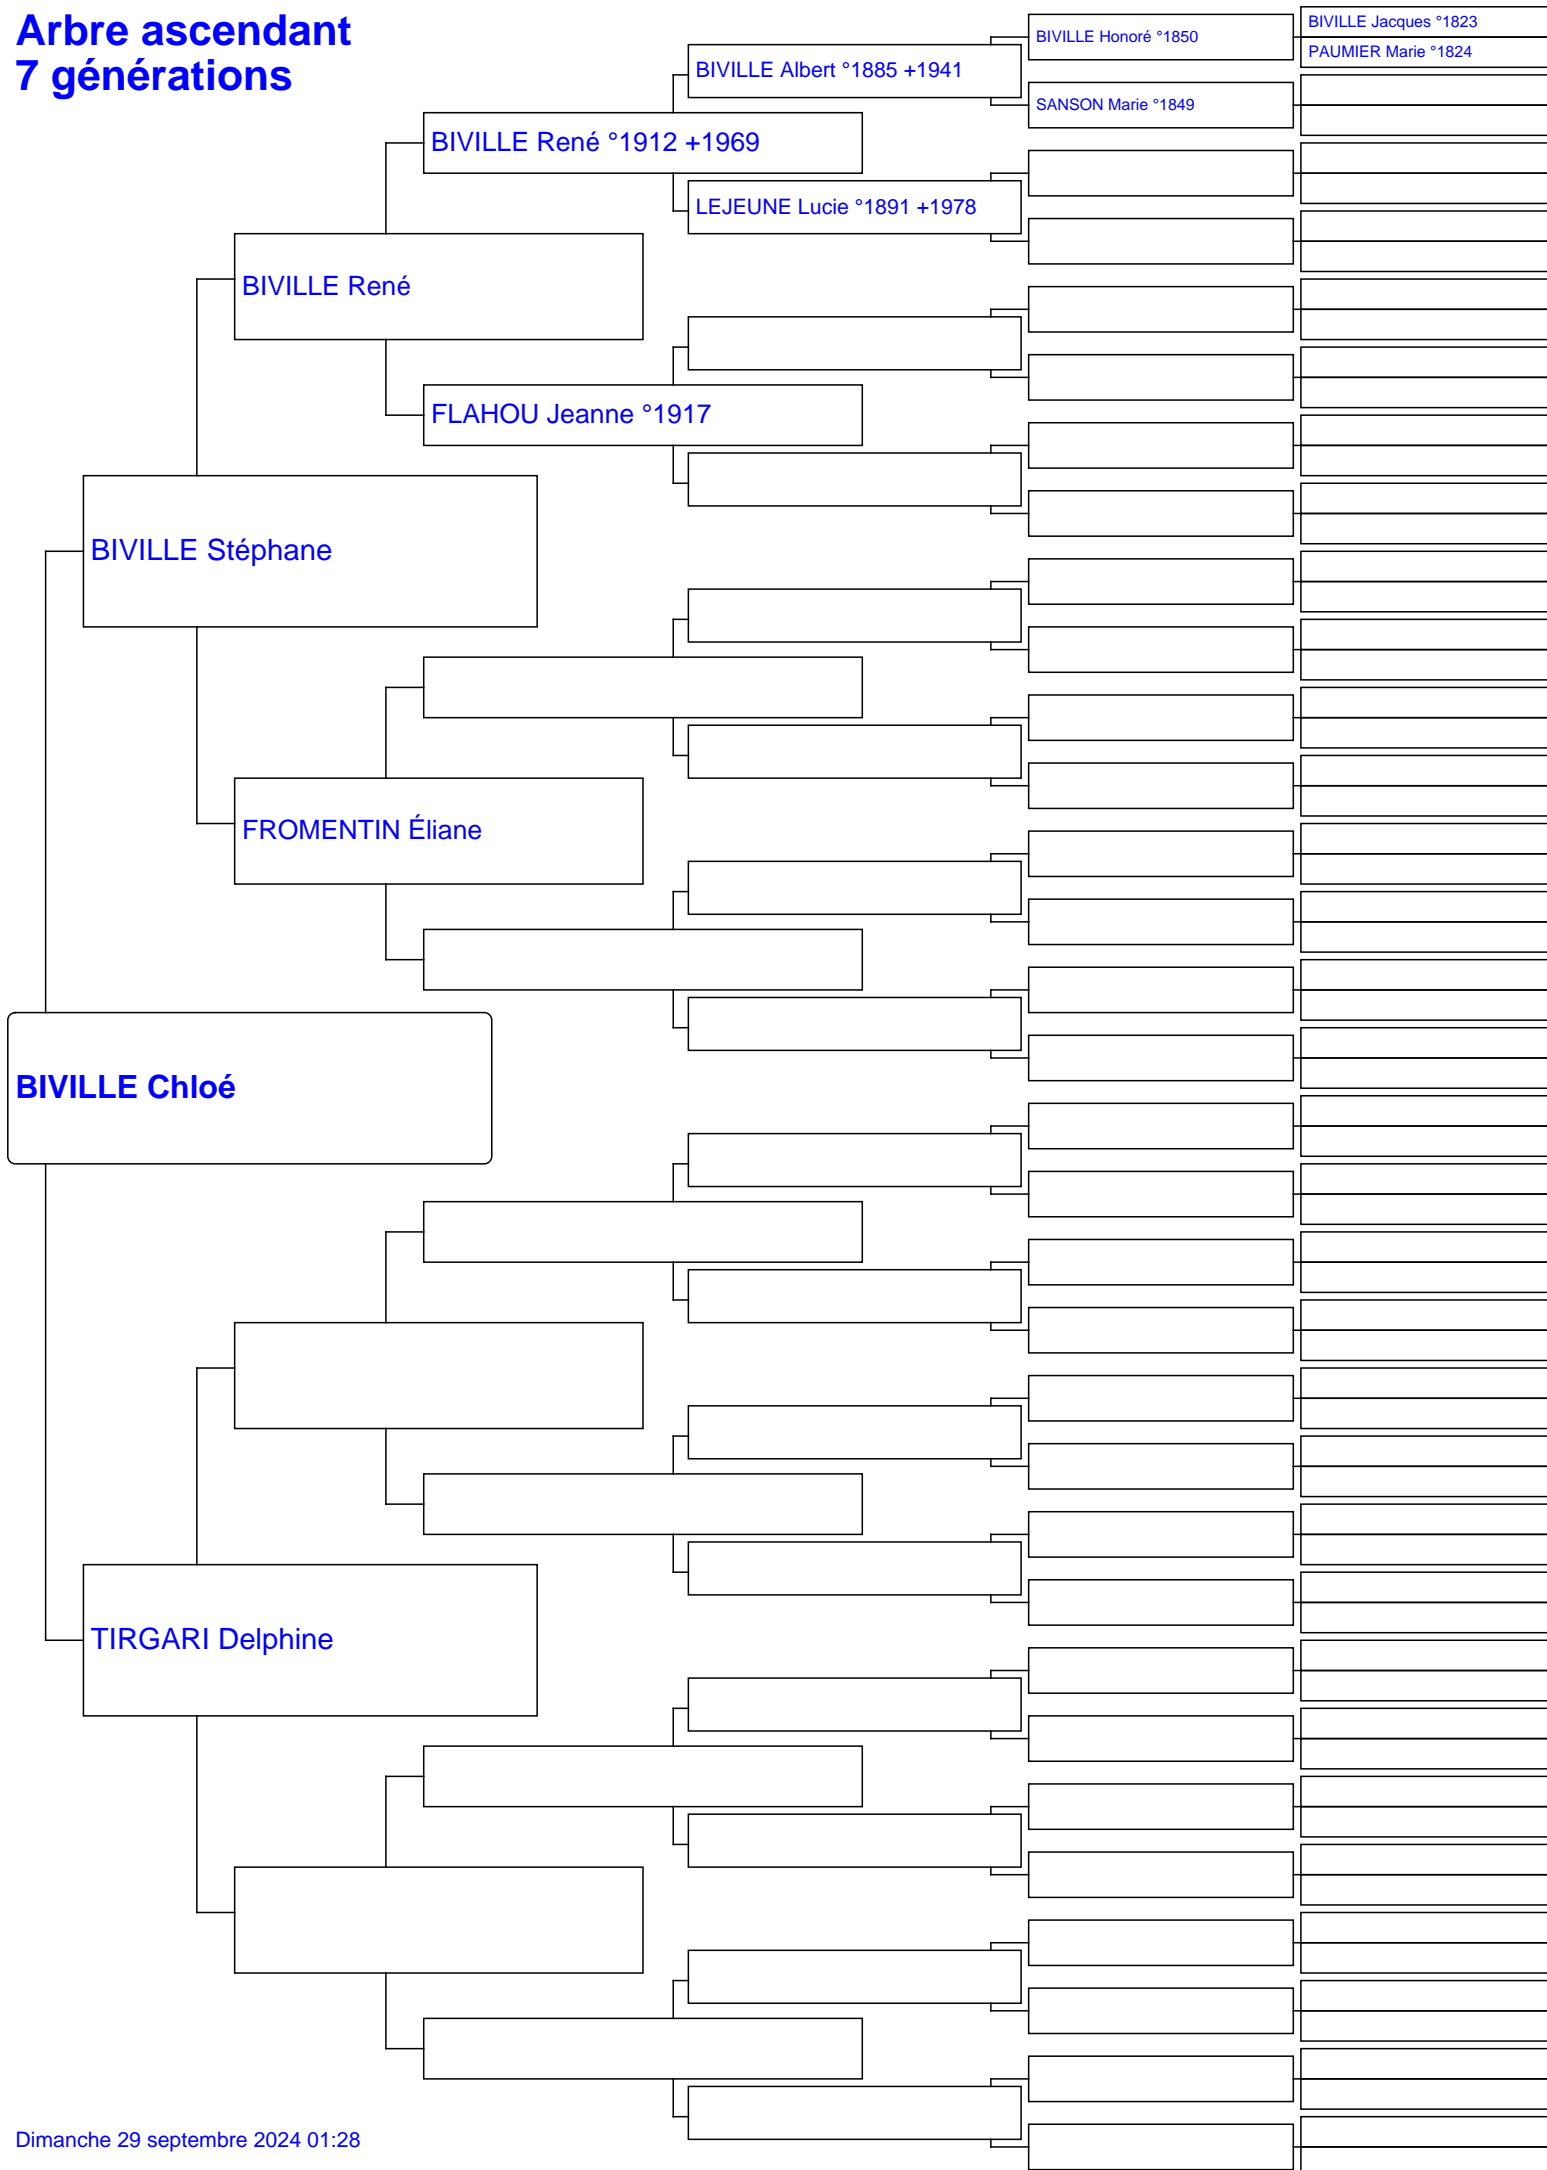 Arbre ascendant
7 générations
BIVILLE Jacques °1823
BIVILLE Honoré °1850
PAUMIER Marie °1824
BIVILLE Albert °1885 +1941
SANSON Marie °1849
BIVILLE René °1912 +1969
LEJEUNE Lucie °1891 +1978
BIVILLE René
FLAHOU Jeanne °1917
BIVILLE Stéphane
FROMENTIN Éliane
BIVILLE Chloé
TIRGARI Delphine
Dimanche 29 septembre 2024 01:28